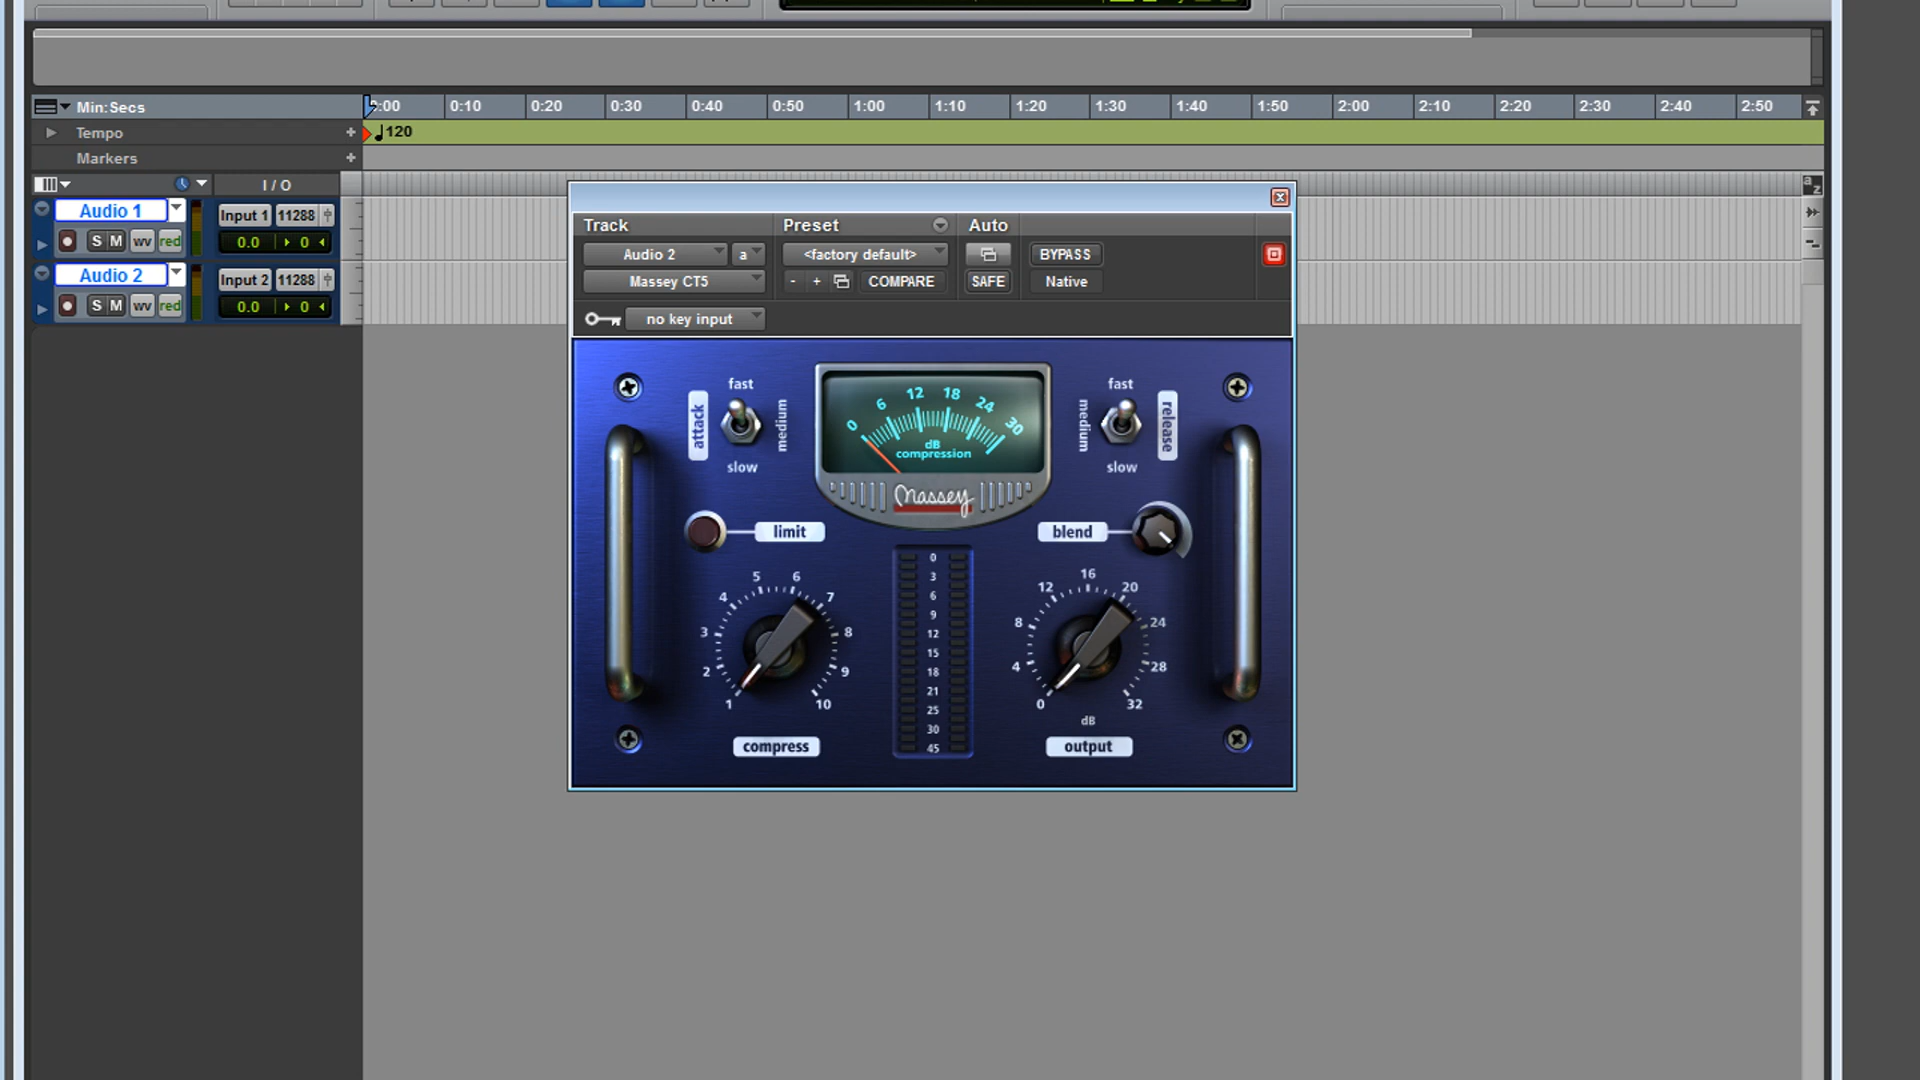 Min:Secs
0:00 0:10 0:20 0:30 0:40 0:50 1:00 1:10 1:20 1:30 1:40 1:50 2:00 2:10 2:20 2:30 2:40 2:50
Tempo +
120
Markers +
I / O
a z
Audio 1
Input 1 11288
S M wv red
0.0 0
Audio 2
Input 2 11288
S M wv red
0.0 0
Track Preset Auto
Audio 2 a <factory default> BYPASS
Massey CT5 - + COMPARE SAFE Native
no key input
fast
attack
medium
slow
0 6 12 18 24 30
dB
compression
Massey
fast
medium
release
slow
limit
blend
1 2 3 4 5 6 7 8 9 10
compress
0
3
6
9
12
15
18
21
25
30
45
0 4 8 12 16 20 24 28 32
dB
output